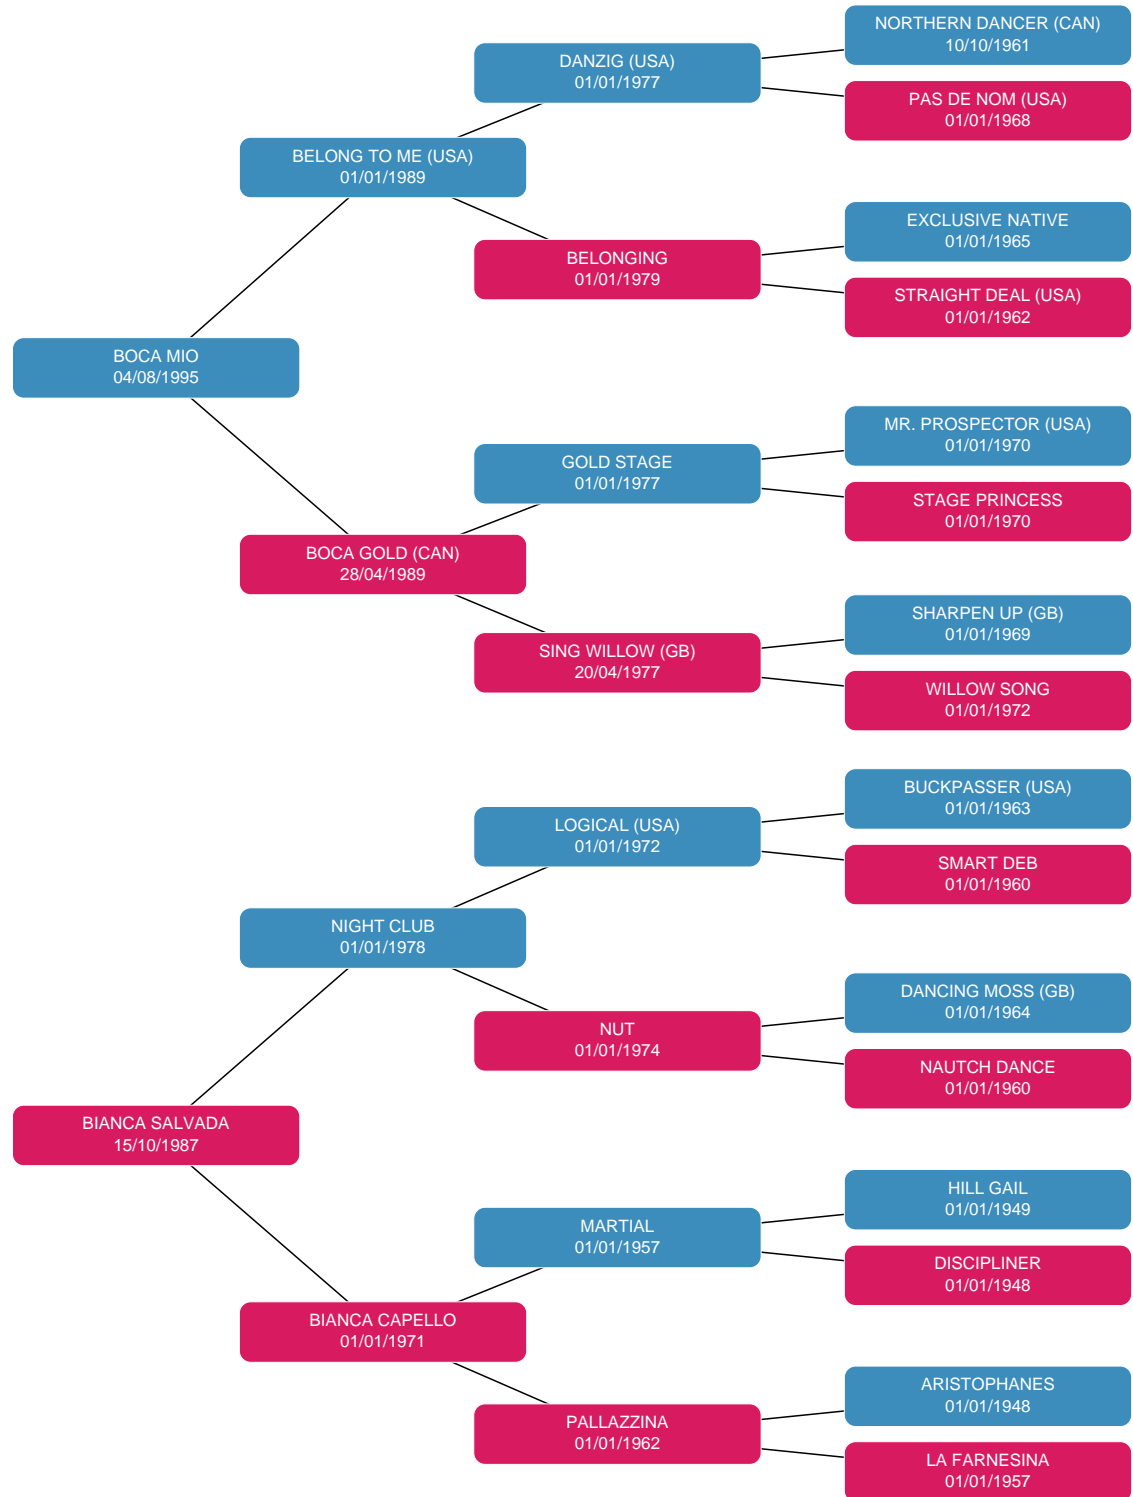 NORTHERN DANCER (CAN)
10/10/1961
DANZIG (USA)
01/01/1977
PAS DE NOM (USA)
01/01/1968
BELONG TO ME (USA)
01/01/1989
EXCLUSIVE NATIVE
01/01/1965
BELONGING
01/01/1979
STRAIGHT DEAL (USA)
01/01/1962
BOCA MIO
04/08/1995
MR. PROSPECTOR (USA)
01/01/1970
GOLD STAGE
01/01/1977
STAGE PRINCESS
01/01/1970
BOCA GOLD (CAN)
28/04/1989
SHARPEN UP (GB)
01/01/1969
SING WILLOW (GB)
20/04/1977
WILLOW SONG
01/01/1972
BUCKPASSER (USA)
01/01/1963
LOGICAL (USA)
01/01/1972
SMART DEB
01/01/1960
NIGHT CLUB
01/01/1978
DANCING MOSS (GB)
01/01/1964
NUT
01/01/1974
NAUTCH DANCE
01/01/1960
BIANCA SALVADA
15/10/1987
HILL GAIL
01/01/1949
MARTIAL
01/01/1957
DISCIPLINER
01/01/1948
BIANCA CAPELLO
01/01/1971
ARISTOPHANES
01/01/1948
PALLAZZINA
01/01/1962
LA FARNESINA
01/01/1957